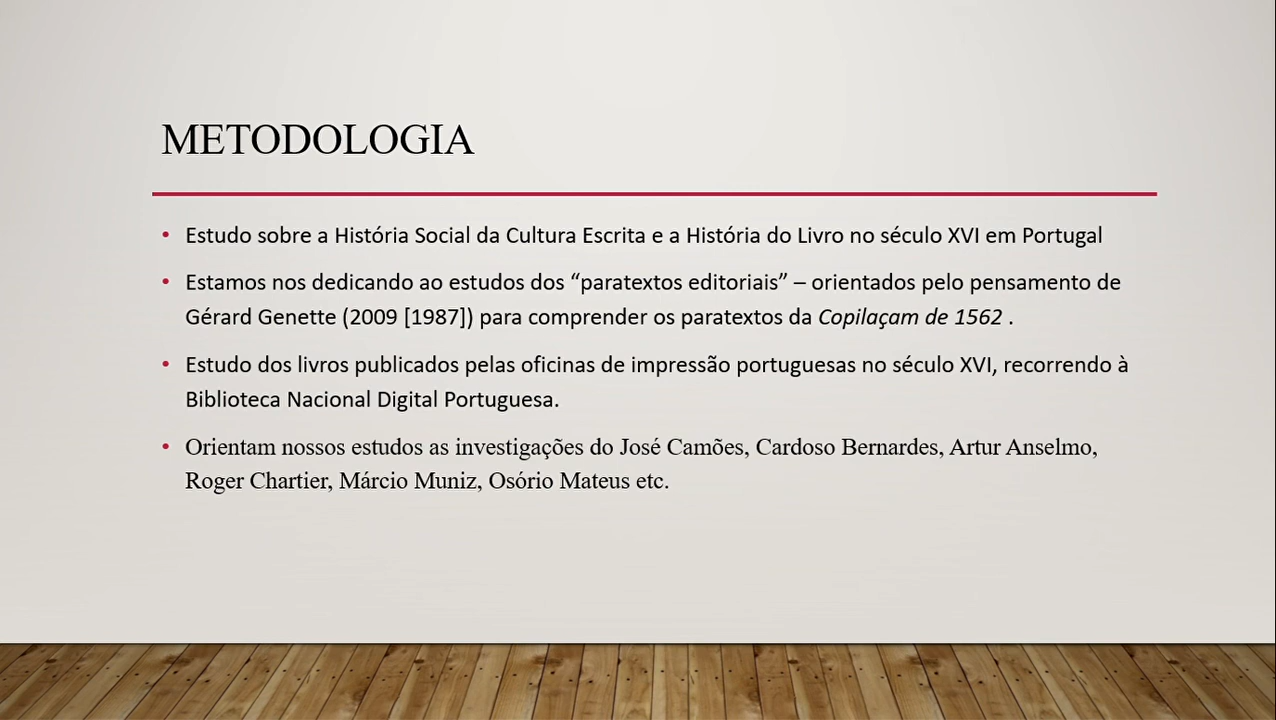 METODOLOGIA
• Estudo sobre a História Social da Cultura Escrita e a História do Livro no século XVI em Portugal
• Estamos nos dedicando ao estudos dos “paratextos editoriais” – orientados pelo pensamento de
Gérard Genette (2009 [1987]) para comprender os paratextos da Copilaçam de 1562 .
• Estudo dos livros publicados pelas oficinas de impressão portuguesas no século XVI, recorrendo à
Biblioteca Nacional Digital Portuguesa.
• Orientam nossos estudos as investigações do José Camões, Cardoso Bernardes, Artur Anselmo,
Roger Chartier, Márcio Muniz, Osório Mateus etc.